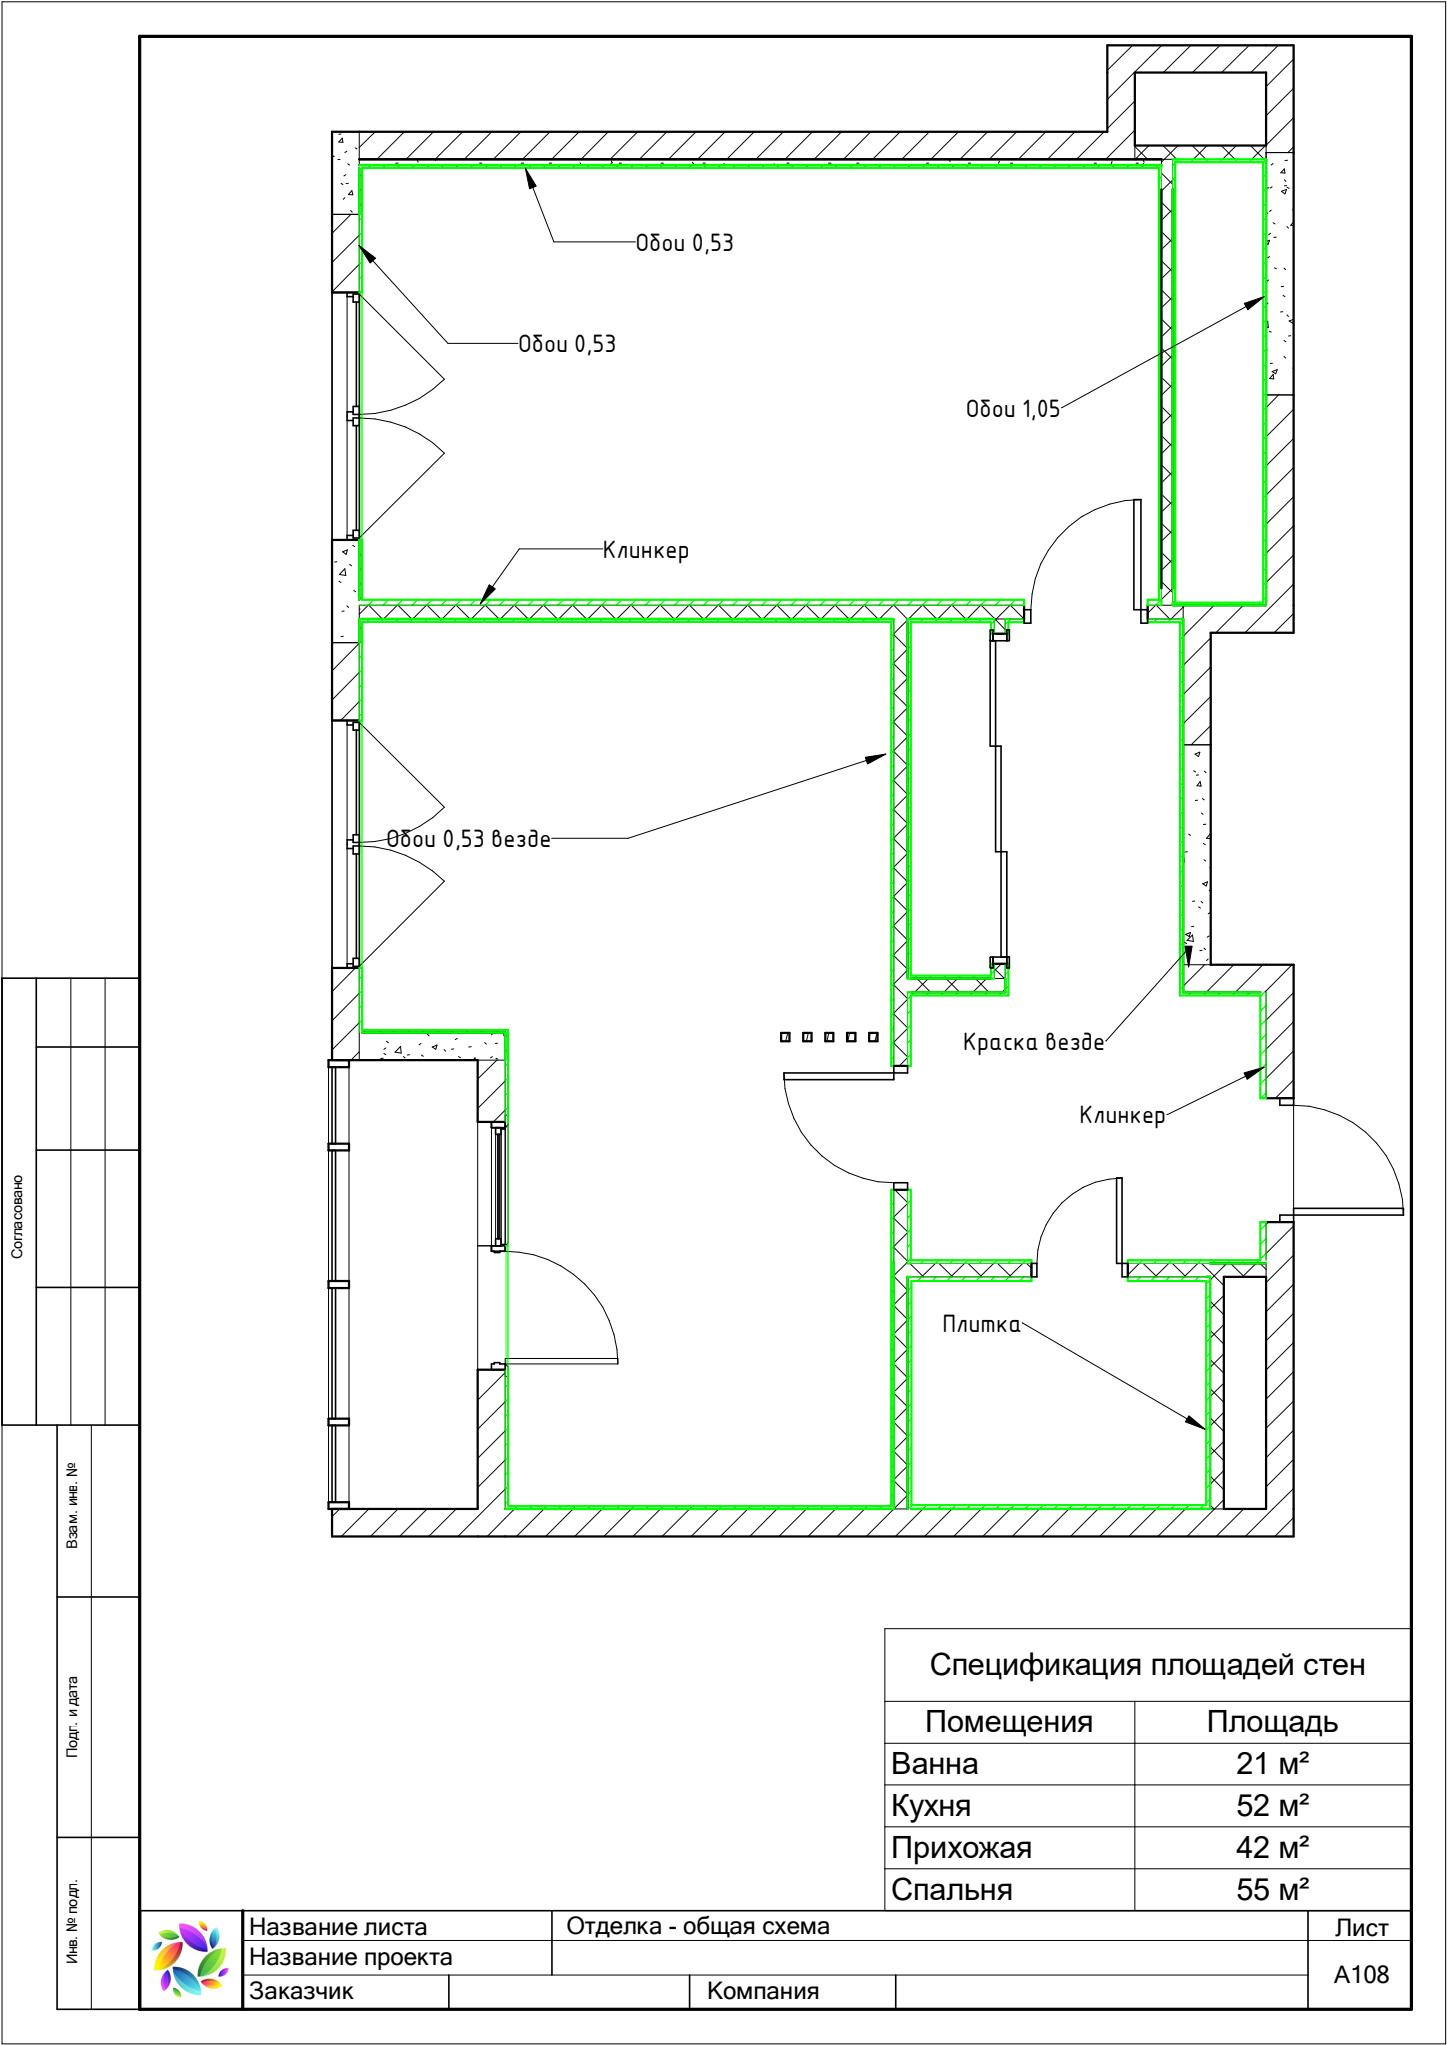 Обои 0,53
Обои 0,53
Обои 1,05
Клинкер
Обои 0,53 везде
Краска везде
Клинкер
Плитка
Согласовано
Взам. инв. №
Подп. и дата
Инв. № подл.
Спецификация площадей стен
Помещения Площадь
Ванна 21 м²
Кухня 52 м²
Прихожая 42 м²
Спальня 55 м²
Название листа Отделка - общая схема Лист
Название проекта
А108
Заказчик Компания